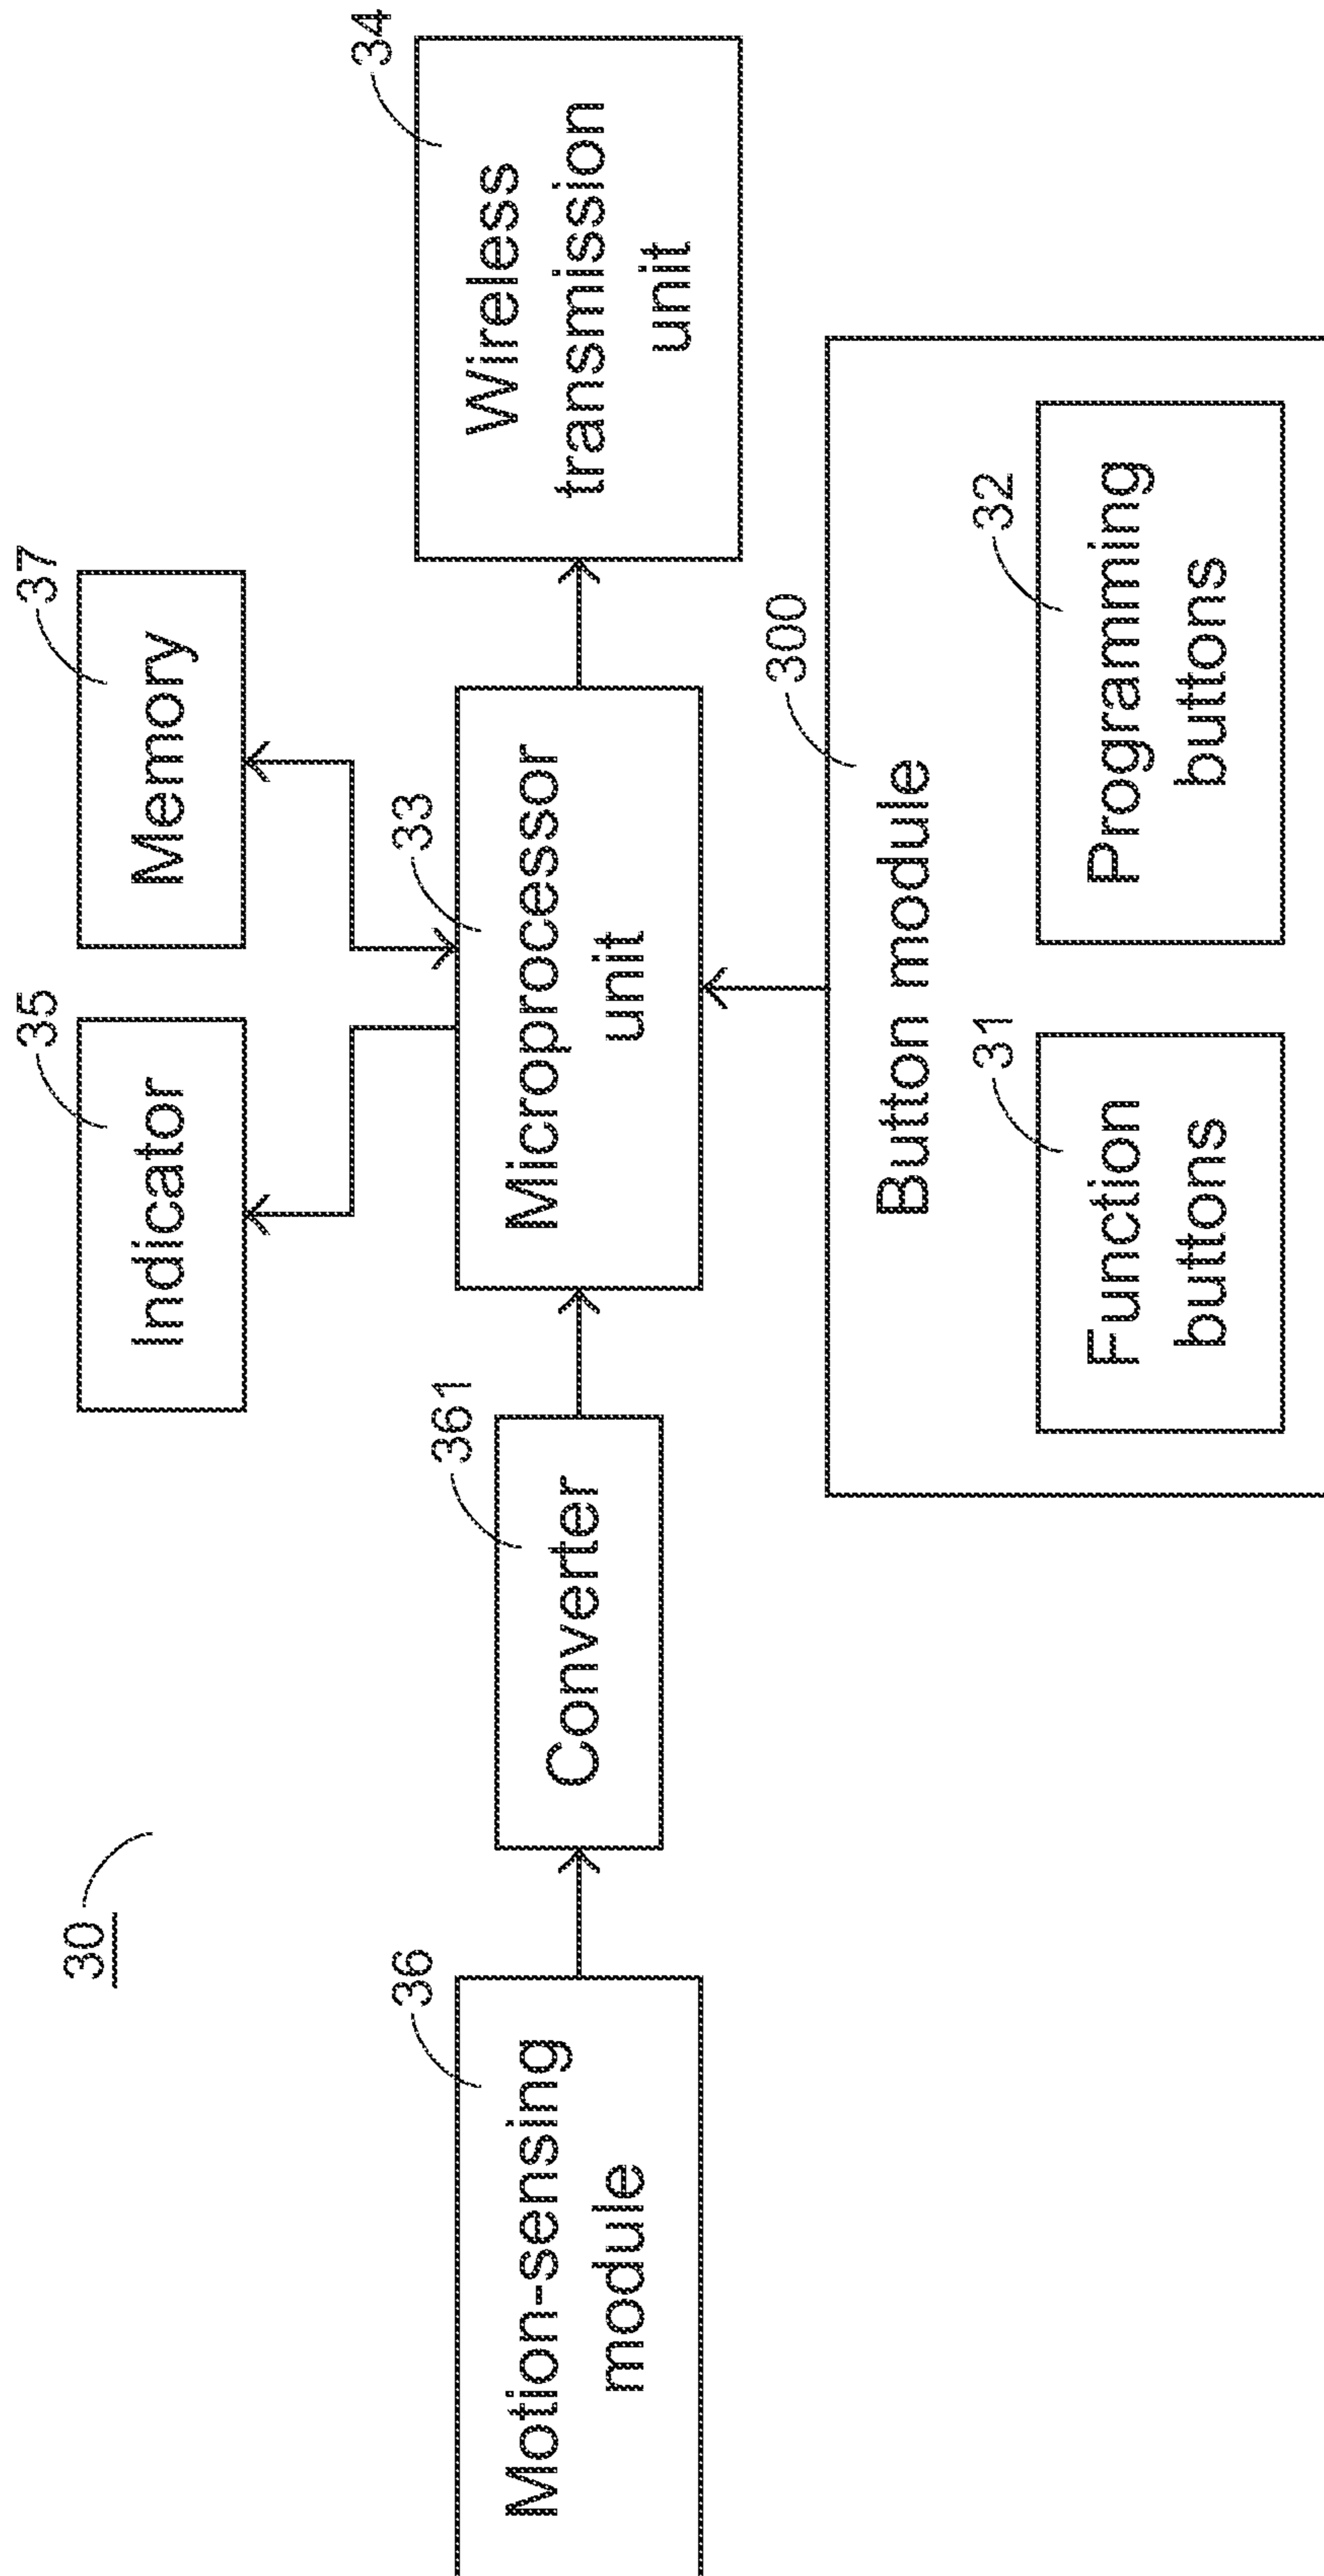 30
36
Motion-sensing
module
361
Converter
35
Indicator
37
Memory
33
Microprocessor
unit
34
Wireless
transmission
unit
300
Button module
31
Function
buttons
32
Programming
buttons